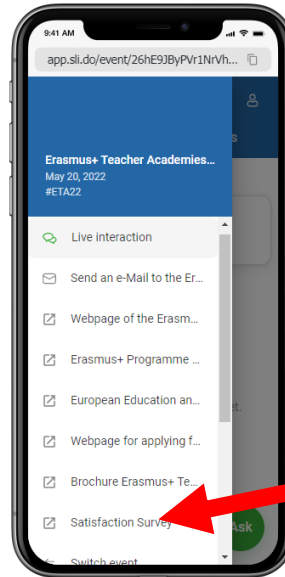 9:41 AM
app.sli.do/event/26hE9JByPVr1NrVh...
Erasmus+ Teacher Academies...
May 20, 2022
#ETA22
s
Live interaction
Send an e-Mail to the Er...
Webpage of the Erasm...
Erasmus+ Programme ...
European Education an...
et.
Webpage for applying f...
Brochure Erasmus+ Te...
Satisfaction Survey
Ask
Switch event